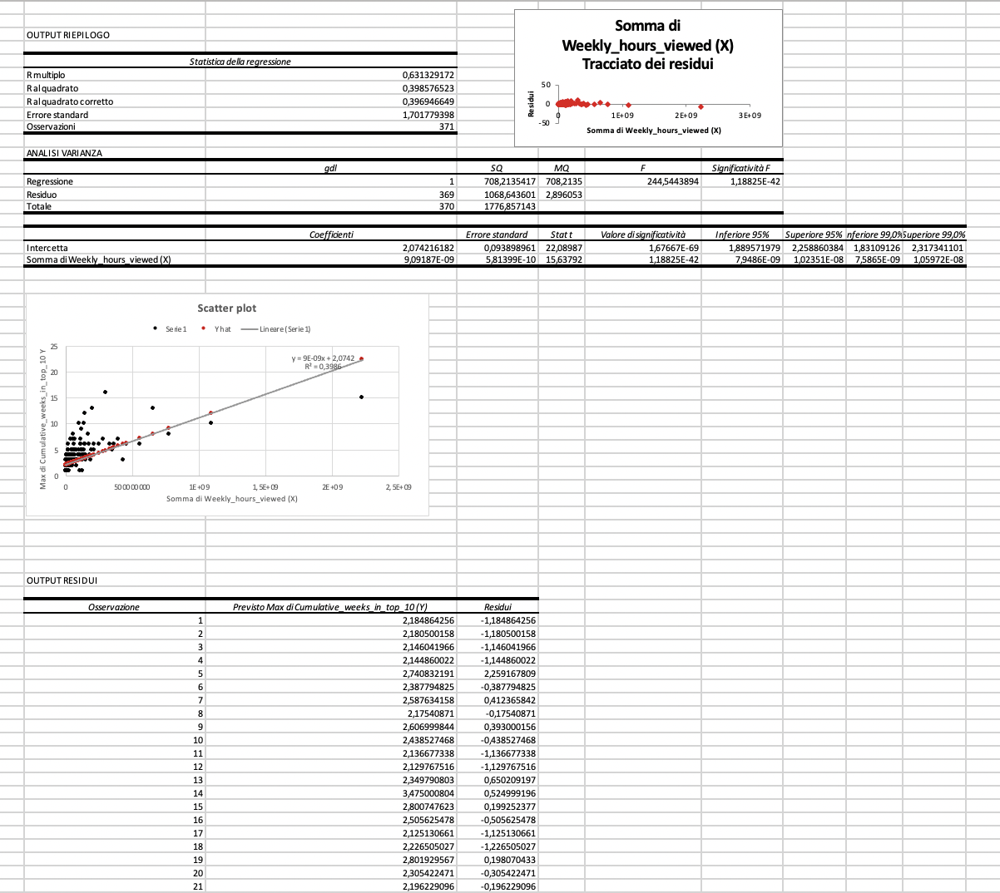 OUTPUT RIEPILOGO
Somma di
Weekly_hours_viewed (X)
Tracciato dei residui
50
0
-50
Residui
0 1E+09 2E+09 3E+09
Somma di Weekly_hours_viewed (X)
Statistica della regressione
R multiplo 0,631329172
R al quadrato 0,398576523
R al quadrato corretto 0,396946649
Errore standard 1,701779398
Osservazioni 371
ANALISI VARIANZA
gdl SQ MQ F Significatività F
Regressione 1 708,2135417 708,2135 244,5443894 1,18825E-42
Residuo 369 1068,643601 2,896053
Totale 370 1776,857143
Coefficienti Errore standard Stat t Valore di significatività Inferiore 95% Superiore 95% nferiore 99,0% Superiore 99,0%
Intercetta 2,074216182 0,093898961 22,08987 1,67667E-69 1,889571979 2,258860384 1,83109126 2,317341101
Somma di Weekly_hours_viewed (X) 9,09187E-09 5,81399E-10 15,63792 1,18825E-42 7,9486E-09 1,02351E-08 7,5865E-09 1,05972E-08
Scatter plot
Serie1 Y hat Lineare (Serie1)
Max di Cumulative_weeks_in_top_10 Y
25
20
15
10
5
0
y = 9E-09x + 2,0742
R² = 0,3986
0 500000000 1E+09 1,5E+09 2E+09 2,5E+09
Somma di Weekly_hours_viewed (X)
OUTPUT RESIDUI
Osservazione Previsto Max di Cumulative_weeks_in_top_10 (Y) Residui
1 2,184864256 -1,184864256
2 2,180500158 -1,180500158
3 2,146041966 -1,146041966
4 2,144860022 -1,144860022
5 2,740832191 2,259167809
6 2,387794825 -0,387794825
7 2,587634158 0,412365842
8 2,17540871 -0,17540871
9 2,606999844 0,393000156
10 2,438527468 -0,438527468
11 2,136677338 -1,136677338
12 2,129767516 -1,129767516
13 2,349790803 0,650209197
14 3,475000804 0,524999196
15 2,800747623 0,199252377
16 2,505625478 -0,505625478
17 2,125130661 -1,125130661
18 2,226505027 -1,226505027
19 2,801929567 0,198070433
20 2,305422471 -0,305422471
21 2,196229096 -0,196229096